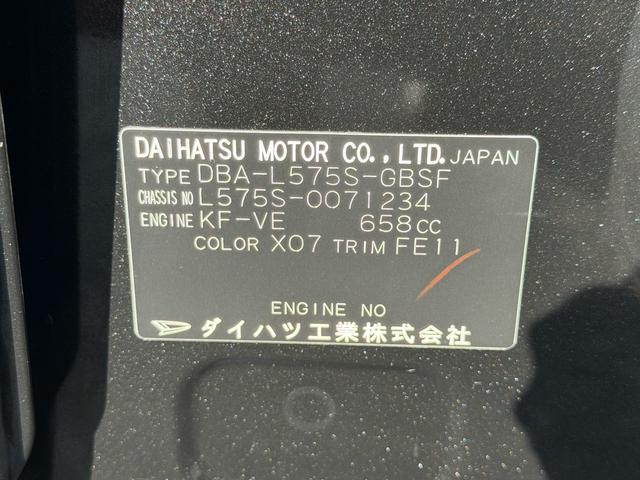 DAIHATSU MOTOR CO.,LTD. JAPAN
TYPE DBA-L575S-GBSF
CHASSIS NO L575S-0071234
ENGINE KF-VE 658CC
COLOR X07 TRIM FE11
ENGINE NO
ダイハツ工業株式会社